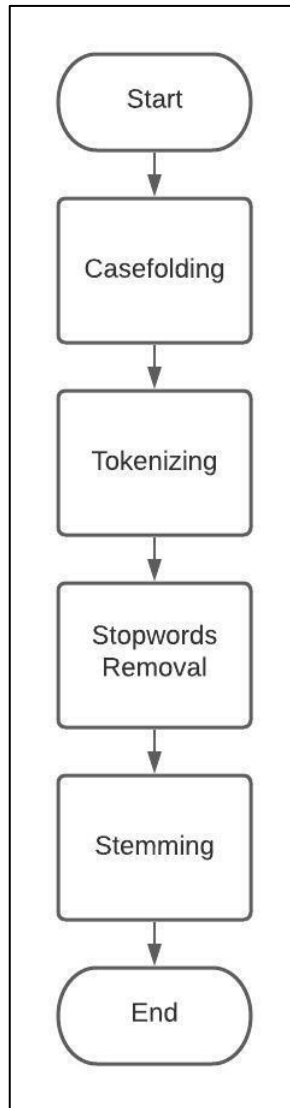 Start
Casefolding
Tokenizing
Stopwords
Removal
Stemming
End